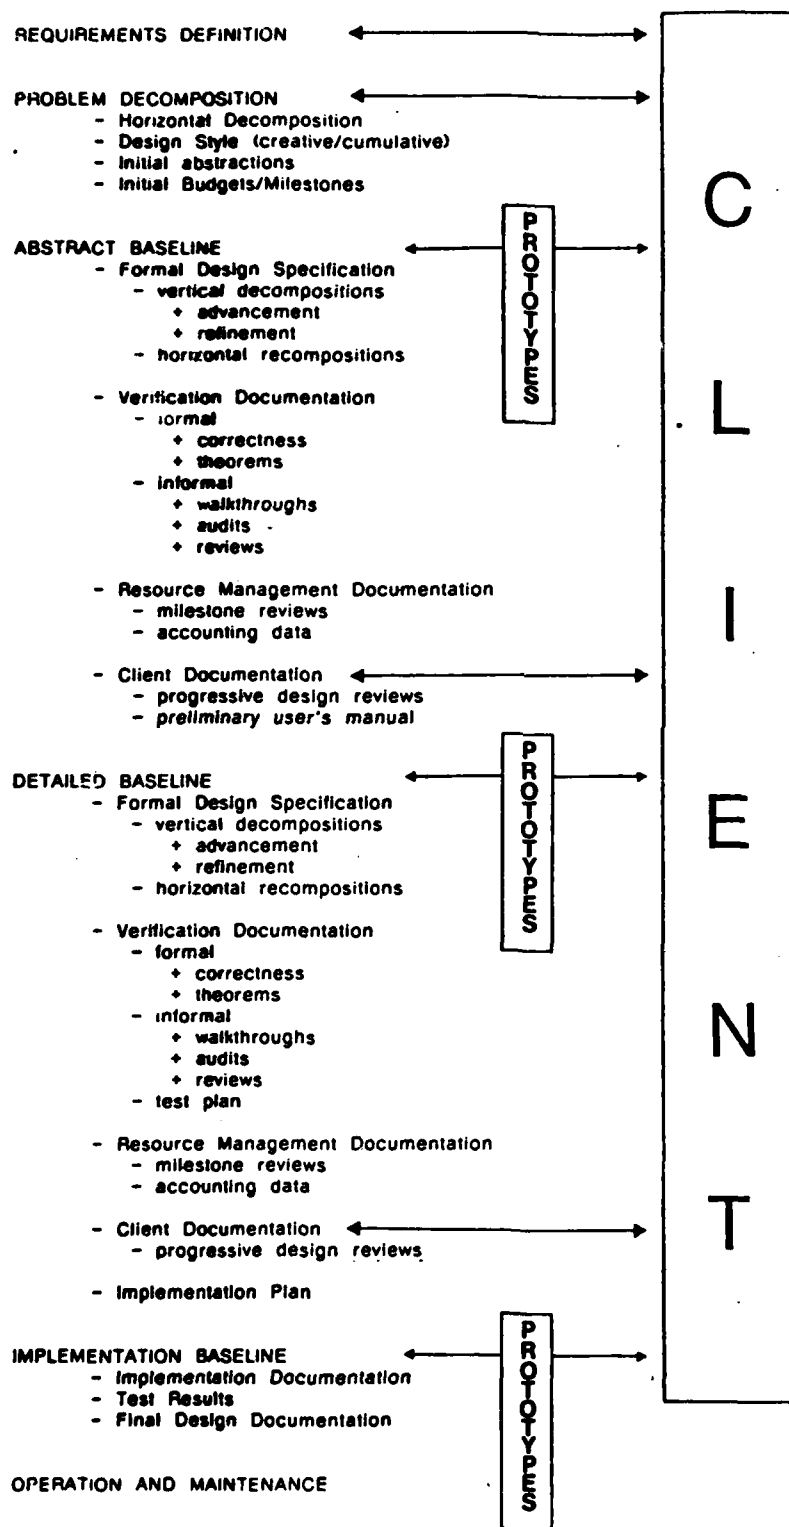 REQUIREMENTS DEFINITION
PROBLEM DECOMPOSITION
- Horizontal Decomposition
- Design Style (creative/cumulative)
- Initial abstractions
- Initial Budgets/Milestones
ABSTRACT BASELINE
- Formal Design Specification
- vertical decompositions
+ advancement
+ refinement
- horizontal recompositions
PROTOTYPES
- Verification Documentation
- formal
+ correctness
+ theorems
- informal
+ walkthroughs
+ audits
+ reviews
- Resource Management Documentation
- milestone reviews
- accounting data
- Client Documentation
- progressive design reviews
- preliminary user's manual
DETAILED BASELINE
- Formal Design Specification
- vertical decompositions
+ advancement
+ refinement
- horizontal recompositions
PROTOTYPES
- Verification Documentation
- formal
+ correctness
+ theorems
- informal
+ walkthroughs
+ audits
+ reviews
- test plan
- Resource Management Documentation
- milestone reviews
- accounting data
- Client Documentation
- progressive design reviews
- Implementation Plan
IMPLEMENTATION BASELINE
- Implementation Documentation
- Test Results
- Final Design Documentation
PROTOTYPES
OPERATION AND MAINTENANCE
CLIENT